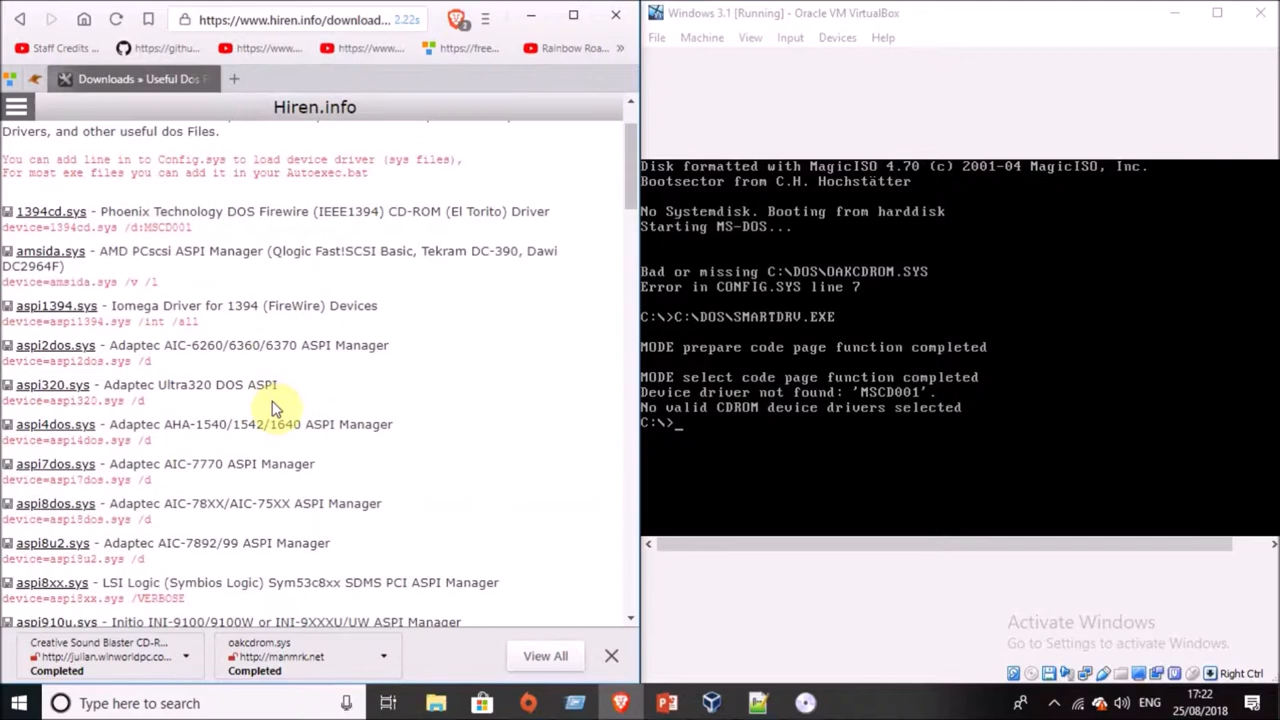 https://www.hiren.info/download... 2.22s
Staff Credits ... https://githu... https://www.... https://www.... https://free... Rainbow Roa... »
Downloads » Useful Dos F
Hiren.info
Drivers, and other useful dos Files.
You can add line in to Config.sys to load device driver (sys files),
For most exe files you can add it in your Autoexec.bat
1394cd.sys - Phoenix Technology DOS Firewire (IEEE1394) CD-ROM (El Torito) Driver
device=1394cd.sys /d:MSCD001
amsida.sys - AMD PCscsi ASPI Manager (Qlogic Fast!SCSI Basic, Tekram DC-390, Dawi
DC2964F)
device=amsida.sys /v /l
aspi1394.sys - Iomega Driver for 1394 (FireWire) Devices
device=aspi1394.sys /int /all
aspi2dos.sys - Adaptec AIC-6260/6360/6370 ASPI Manager
device=aspi2dos.sys /d
aspi320.sys - Adaptec Ultra320 DOS ASPI
device=aspi320.sys /d
aspi4dos.sys - Adaptec AHA-1540/1542/1640 ASPI Manager
device=aspi4dos.sys /d
aspi7dos.sys - Adaptec AIC-7770 ASPI Manager
device=aspi7dos.sys /d
aspi8dos.sys - Adaptec AIC-78XX/AIC-75XX ASPI Manager
device=aspi8dos.sys /d
aspi8u2.sys - Adaptec AIC-7892/99 ASPI Manager
device=aspi8u2.sys /d
aspi8xx.sys - LSI Logic (Symbios Logic) Sym53c8xx SDMS PCI ASPI Manager
device=aspi8xx.sys /VERBOSE
aspi910u.sys - Initio INI-9100/9100W or INI-9XXXU/UW ASPI Manager
Creative Sound Blaster CD-R...
http://julian.winworldpc.co...
Completed
oakcdrom.sys
http://manmrk.net
Completed
View All
Windows 3.1 [Running] - Oracle VM VirtualBox
File Machine View Input Devices Help
Disk formatted with MagicISO 4.70 (c) 2001-04 MagicISO, Inc.
Bootsector from C.H. Hochstätter
No Systemdisk. Booting from harddisk
Starting MS-DOS...
Bad or missing C:\DOS\OAKCDROM.SYS
Error in CONFIG.SYS line 7
C:\>C:\DOS\SMARTDRV.EXE
MODE prepare code page function completed
MODE select code page function completed
Device driver not found: 'MSCD001'.
No valid CDROM device drivers selected
C:\>_
Activate Windows
Go to Settings to activate Windows.
Right Ctrl
Type here to search
ENG
17:22
25/08/2018